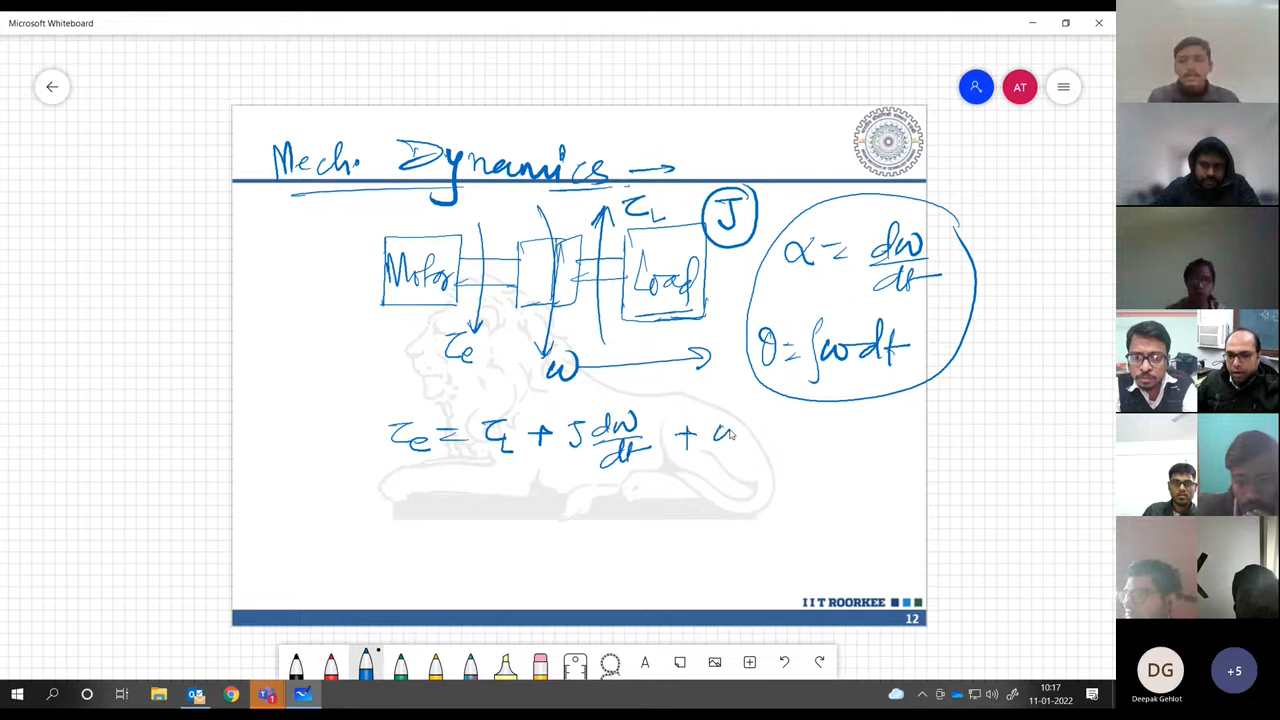 Microsoft Whiteboard
AT
Mech. Dynamics →
τL
J
Motor
Load
τe
ω
α = dω/dt
θ = ∫ω dt
τe = τL + J dω/dt + ω
I I T ROORKEE
12
A
DG
+5
Deepak Gehlot
10:17
11-01-2022